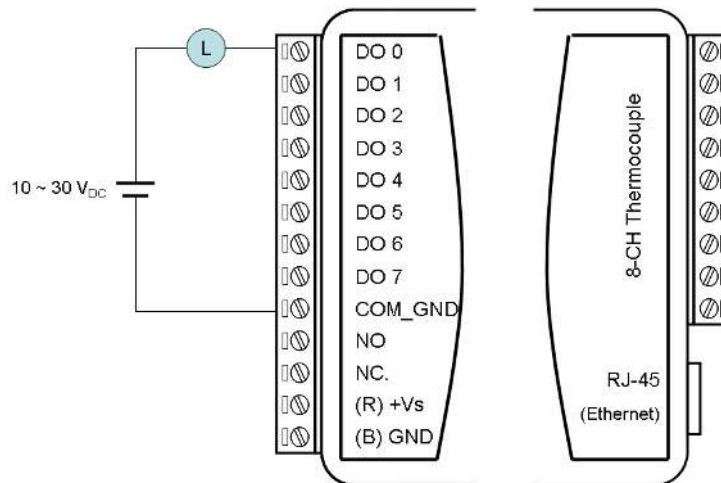 L
10 ~ 30 VDC
DO 0
DO 1
DO 2
DO 3
DO 4
DO 5
DO 6
DO 7
COM_GND
NO
NC.
(R) +Vs
(B) GND
8-CH Thermocouple
RJ-45
(Ethernet)